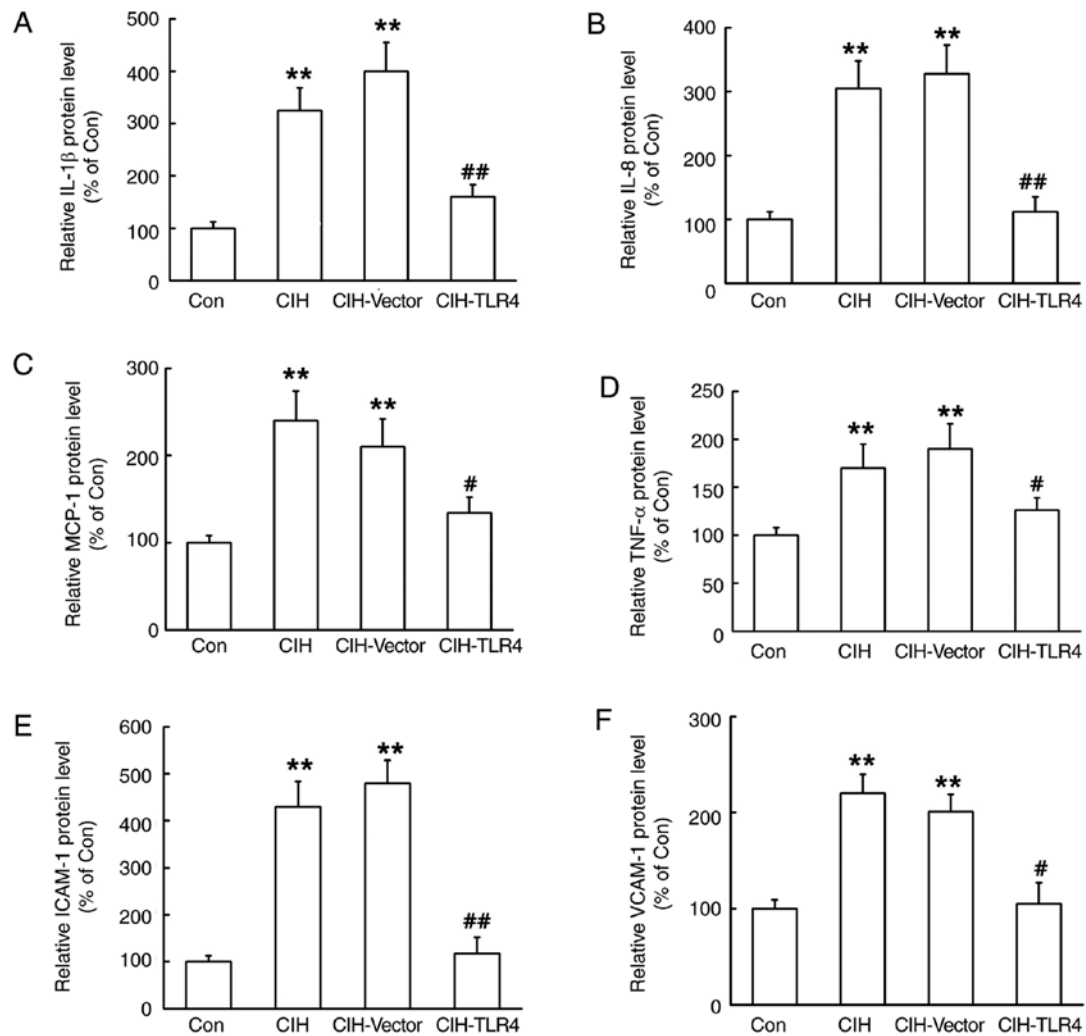 A
Relative IL-1β protein level
(% of Con)
500
400
300
200
100
0
**
**
##
Con CIH CIH-Vector CIH-TLR4
B
Relative IL-8 protein level
(% of Con)
400
300
200
100
0
**
**
##
Con CIH CIH-Vector CIH-TLR4
C
Relative MCP-1 protein level
(% of Con)
300
200
100
0
**
**
#
Con CIH CIH-Vector CIH-TLR4
D
Relative TNF-α protein level
(% of Con)
250
200
150
100
50
0
**
**
#
Con CIH CIH-Vector CIH-TLR4
E
Relative ICAM-1 protein level
(% of Con)
600
500
400
300
200
100
0
**
**
##
Con CIH CIH-Vector CIH-TLR4
F
Relative VCAM-1 protein level
(% of Con)
300
200
100
0
**
**
#
Con CIH CIH-Vector CIH-TLR4